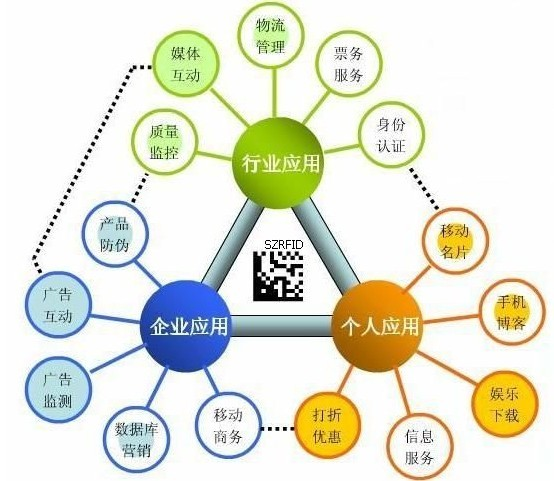 物流
管理
媒体
互动
票务
服务
质量
监控
身份
认证
行业应用
产品
防伪
移动
名片
SZRFID
广告
互动
手机
博客
企业应用
个人应用
广告
监测
娱乐
下载
数据库
营销
移动
商务
打折
优惠
信息
服务